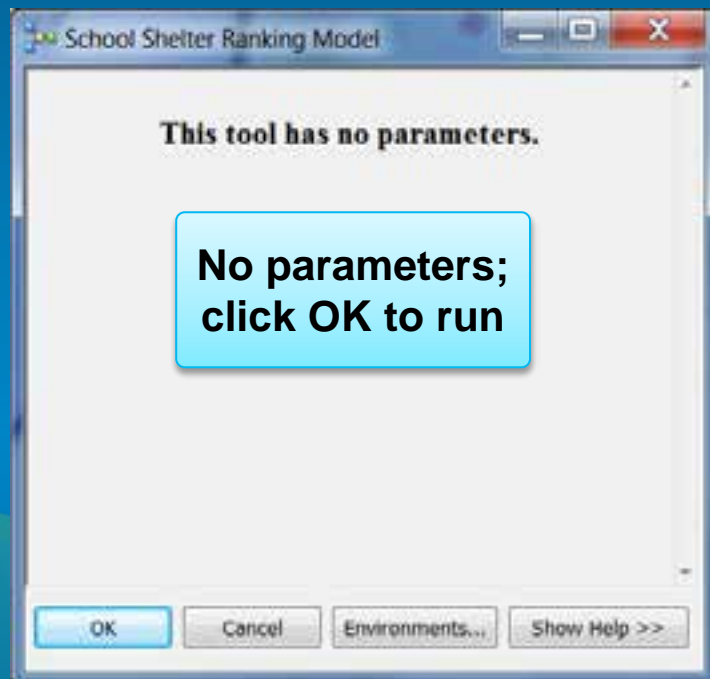 School Shelter Ranking Model
This tool has no parameters.
No parameters;
click OK to run
OK Cancel Environments... Show Help >>